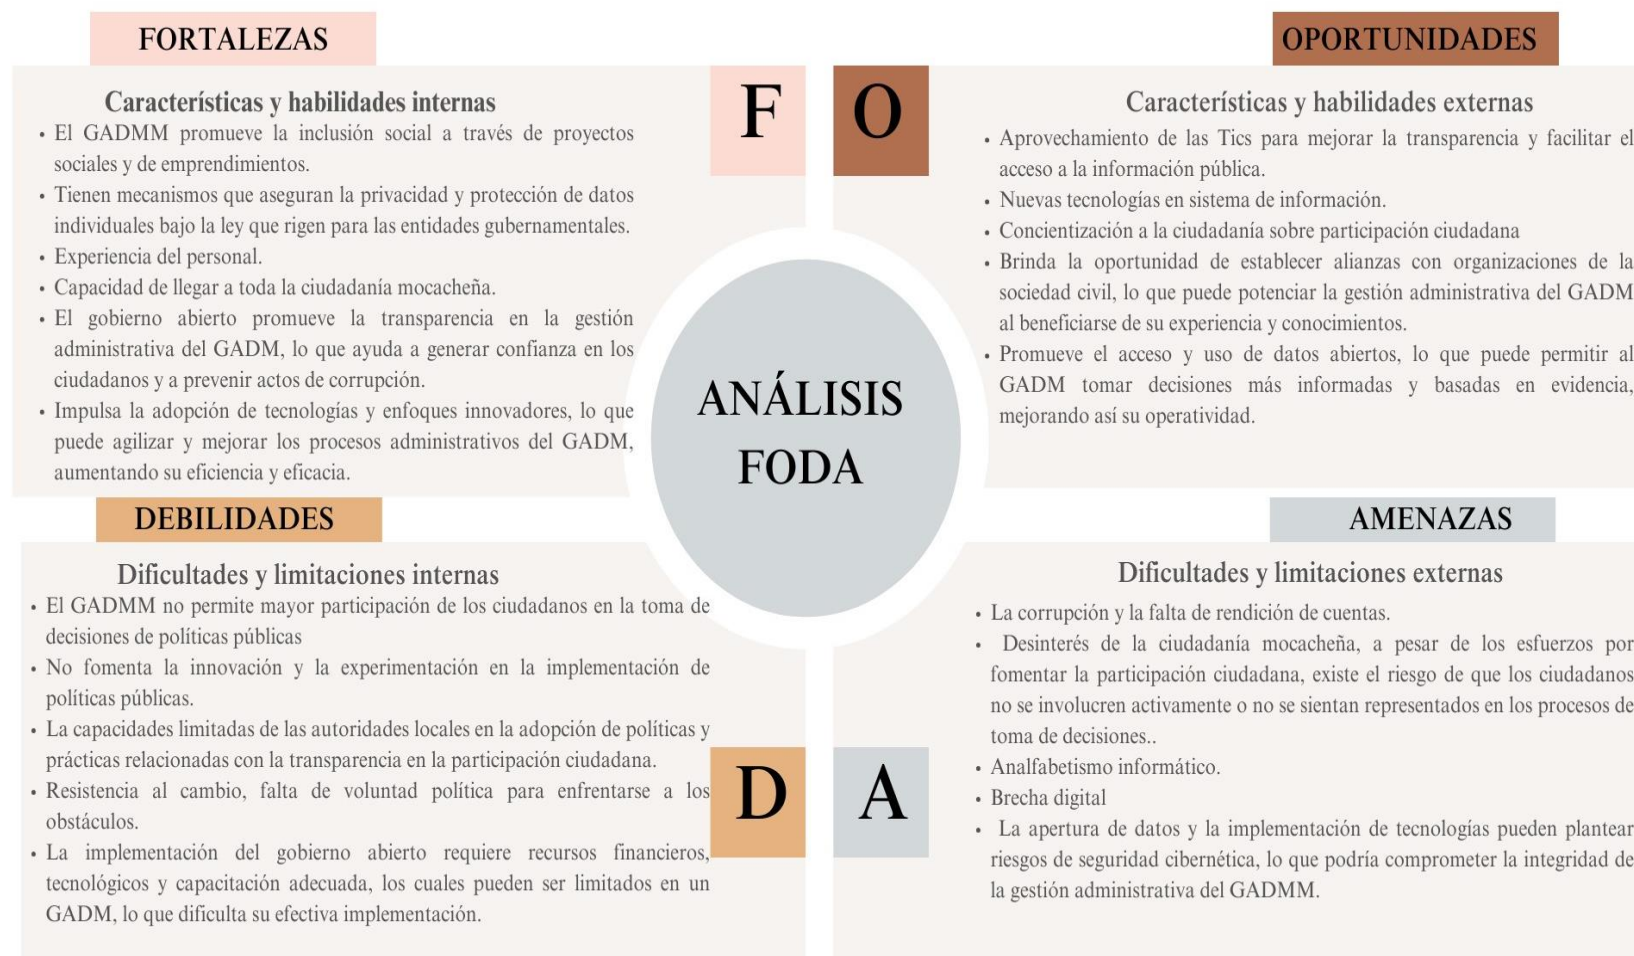 FORTALEZAS
Características y habilidades internas
• El GADMM promueve la inclusión social a través de proyectos
sociales y de emprendimientos.
• Tienen mecanismos que aseguran la privacidad y protección de datos
individuales bajo la ley que rigen para las entidades gubernamentales.
• Experiencia del personal.
• Capacidad de llegar a toda la ciudadanía mocacheña.
• El gobierno abierto promueve la transparencia en la gestión
administrativa del GADM, lo que ayuda a generar confianza en los
ciudadanos y a prevenir actos de corrupción.
• Impulsa la adopción de tecnologías y enfoques innovadores, lo que
puede agilizar y mejorar los procesos administrativos del GADM,
aumentando su eficiencia y eficacia.
F
OPORTUNIDADES
O
Características y habilidades externas
• Aprovechamiento de las Tics para mejorar la transparencia y facilitar el
acceso a la información pública.
• Nuevas tecnologías en sistema de información.
• Concientización a la ciudadanía sobre participación ciudadana
• Brinda la oportunidad de establecer alianzas con organizaciones de la
sociedad civil, lo que puede potenciar la gestión administrativa del GADM
al beneficiarse de su experiencia y conocimientos.
• Promueve el acceso y uso de datos abiertos, lo que puede permitir al
GADM tomar decisiones más informadas y basadas en evidencia,
mejorando así su operatividad.
ANÁLISIS
FODA
DEBILIDADES
Dificultades y limitaciones internas
• El GADMM no permite mayor participación de los ciudadanos en la toma de
decisiones de políticas públicas
• No fomenta la innovación y la experimentación en la implementación de
políticas públicas.
• La capacidades limitadas de las autoridades locales en la adopción de políticas y
prácticas relacionadas con la transparencia en la participación ciudadana.
• Resistencia al cambio, falta de voluntad política para enfrentarse a los
obstáculos.
• La implementación del gobierno abierto requiere recursos financieros,
tecnológicos y capacitación adecuada, los cuales pueden ser limitados en un
GADM, lo que dificulta su efectiva implementación.
D
AMENAZAS
A
Dificultades y limitaciones externas
• La corrupción y la falta de rendición de cuentas.
• Desinterés de la ciudadanía mocacheña, a pesar de los esfuerzos por
fomentar la participación ciudadana, existe el riesgo de que los ciudadanos
no se involucren activamente o no se sientan representados en los procesos de
toma de decisiones..
• Analfabetismo informático.
• Brecha digital
• La apertura de datos y la implementación de tecnologías pueden plantear
riesgos de seguridad cibernética, lo que podría comprometer la integridad de
la gestión administrativa del GADMM.